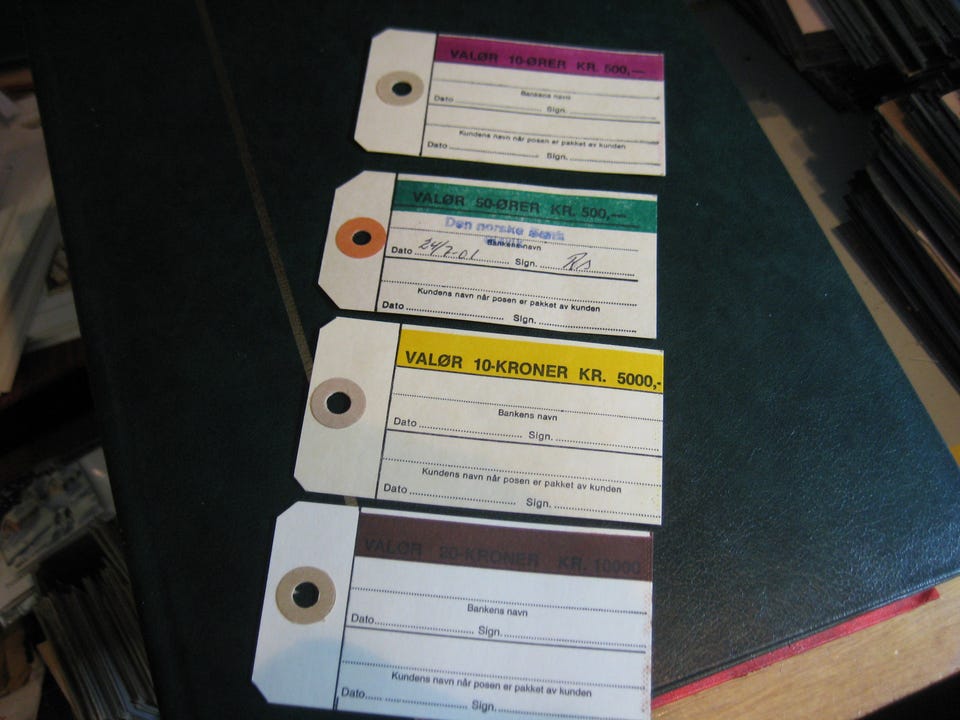 VALØR 10-ØRER KR. 500,—
Bankens navn
Dato Sign.
Kundens navn når posen er pakket av kunden
Dato Sign.
VALØR 50-ØRER KR. 500,—
Den norske Bank
Bankens navn
Dato 24/7-01 Sign. Rs
Kundens navn når posen er pakket av kunden
Dato Sign.
VALØR 10-KRONER KR. 5000,-
Bankens navn
Dato Sign.
Kundens navn når posen er pakket av kunden
Dato Sign.
VALØR 20-KRONER KR. 10000
Bankens navn
Dato Sign.
Kundens navn når posen er pakket av kunden
Dato Sign.